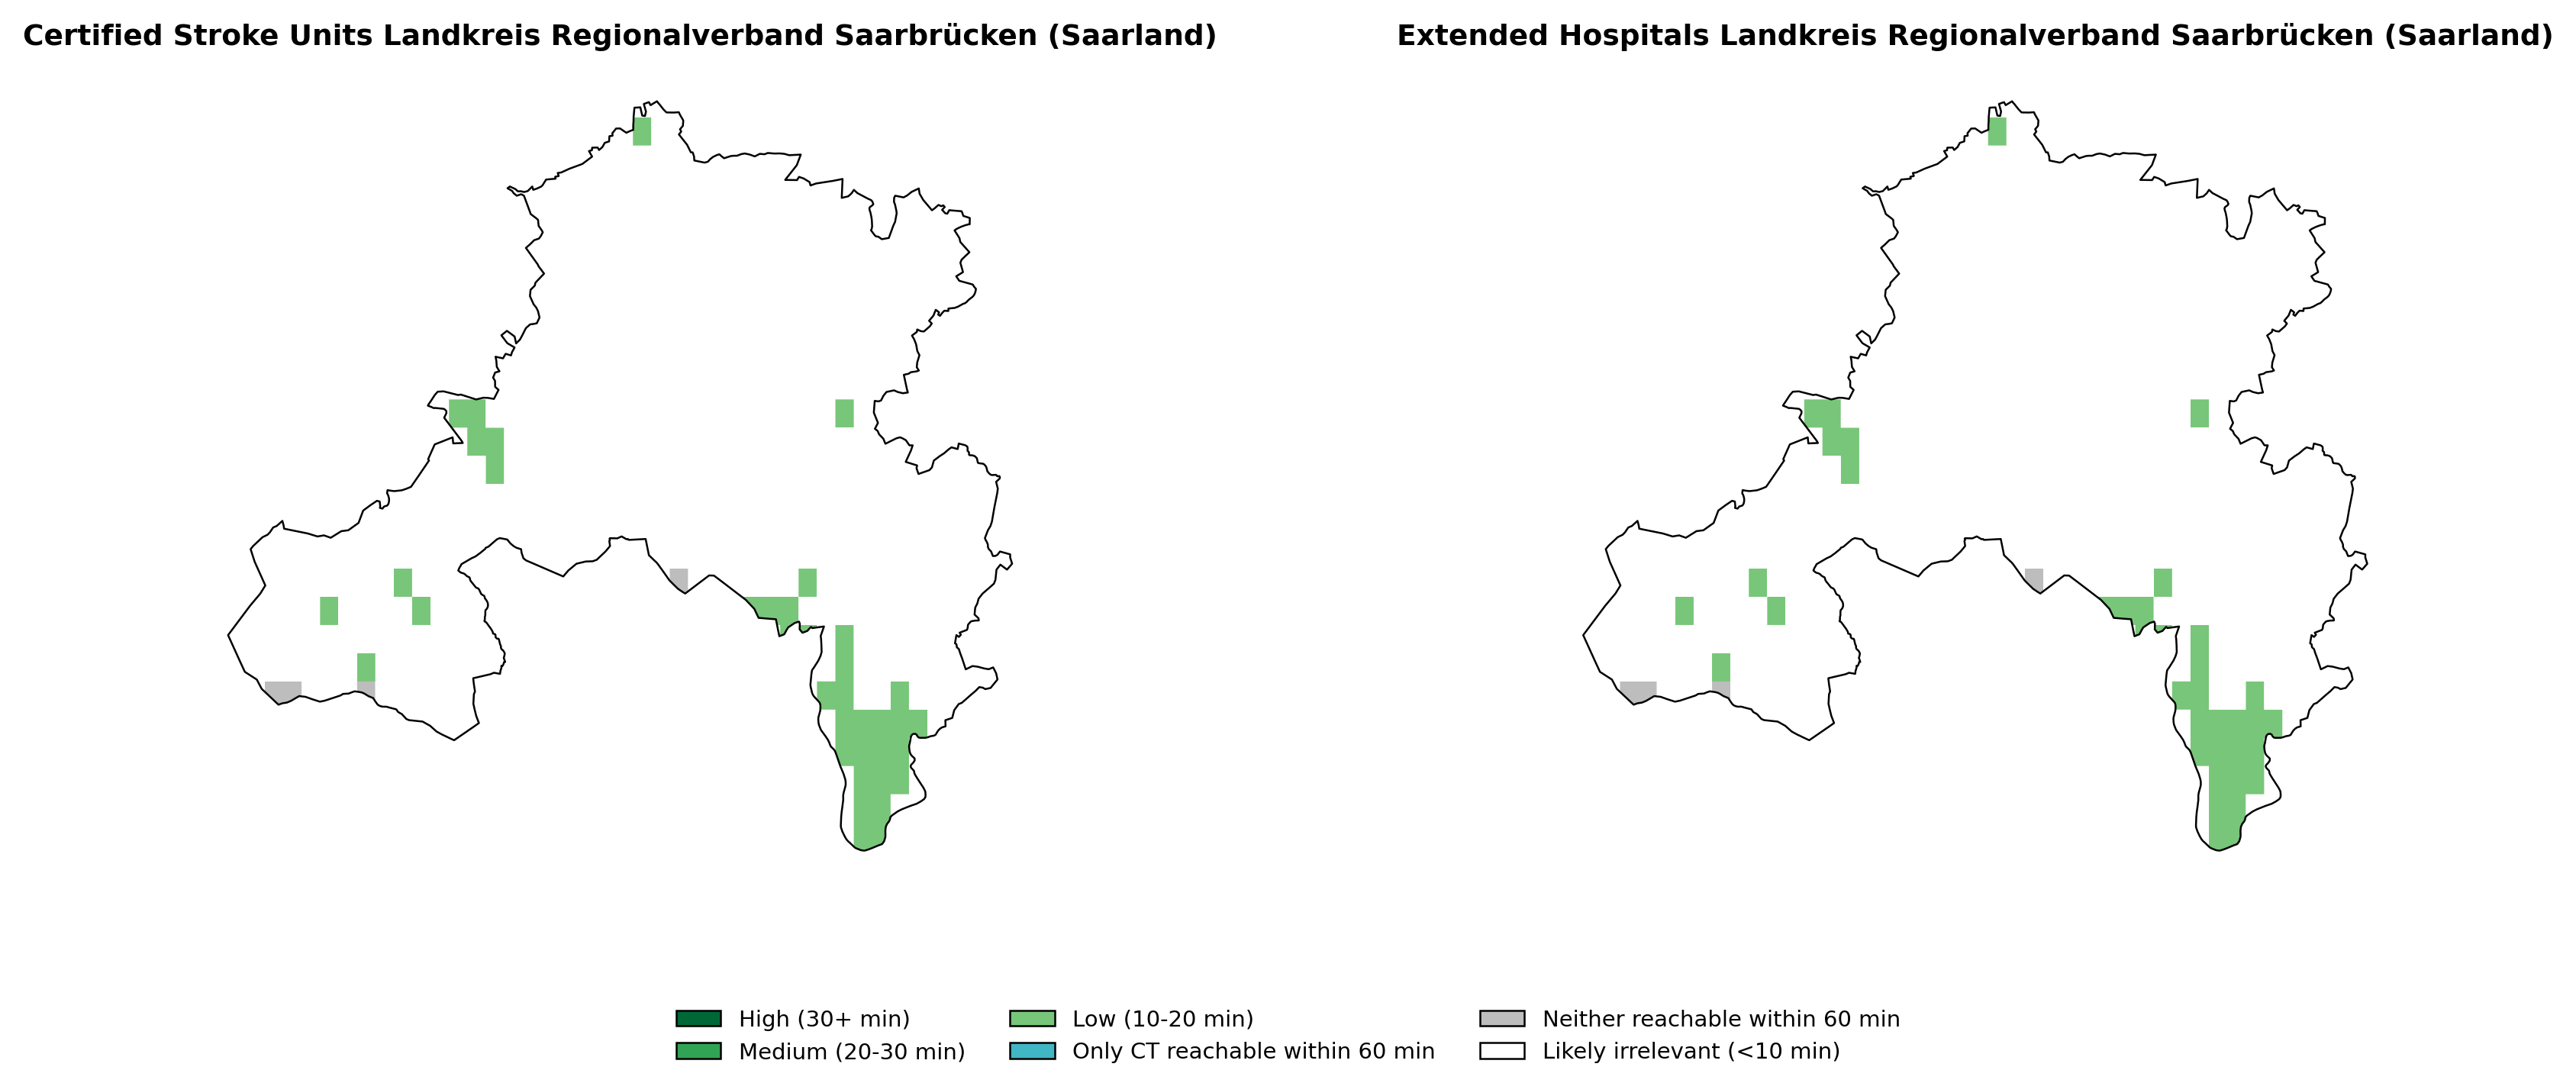 Certified Stroke Units Landkreis Regionalverband Saarbrücken (Saarland)
Extended Hospitals Landkreis Regionalverband Saarbrücken (Saarland)
High (30+ min)
Medium (20-30 min)
Low (10-20 min)
Only CT reachable within 60 min
Neither reachable within 60 min
Likely irrelevant (<10 min)